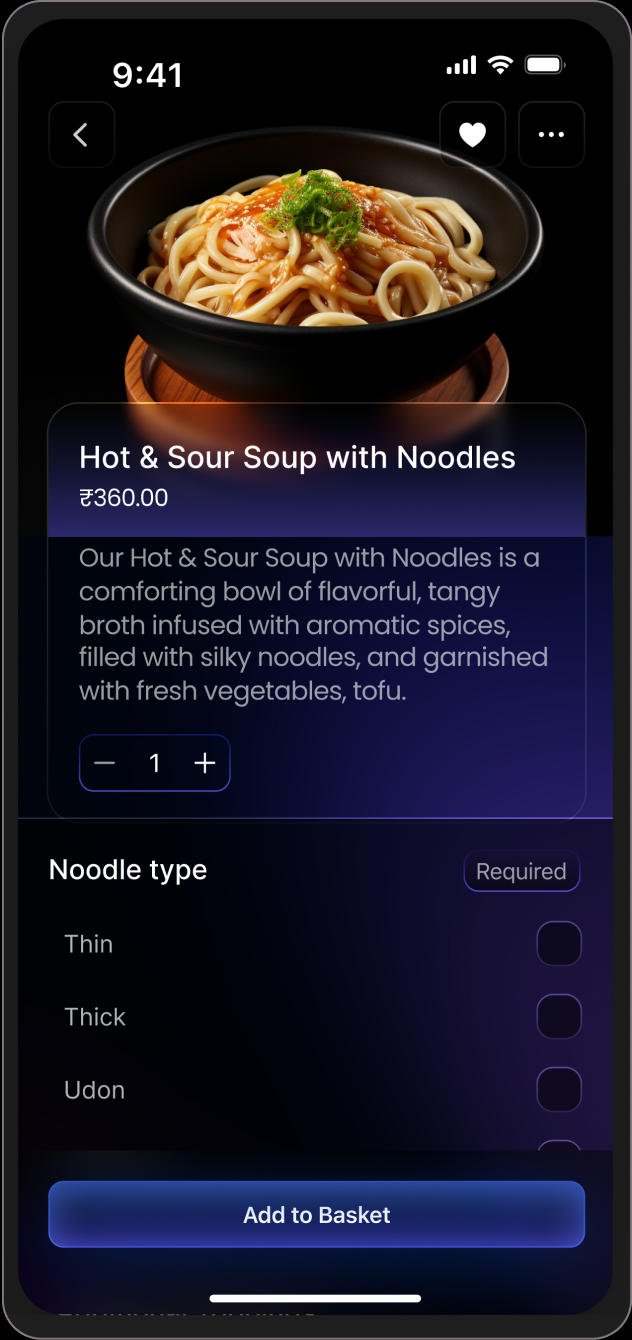 9:41
Hot & Sour Soup with Noodles
₹360.00
Our Hot & Sour Soup with Noodles is a
comforting bowl of flavorful, tangy
broth infused with aromatic spices,
filled with silky noodles, and garnished
with fresh vegetables, tofu.
1
Noodle type
Required
Thin
Thick
Udon
Add to Basket